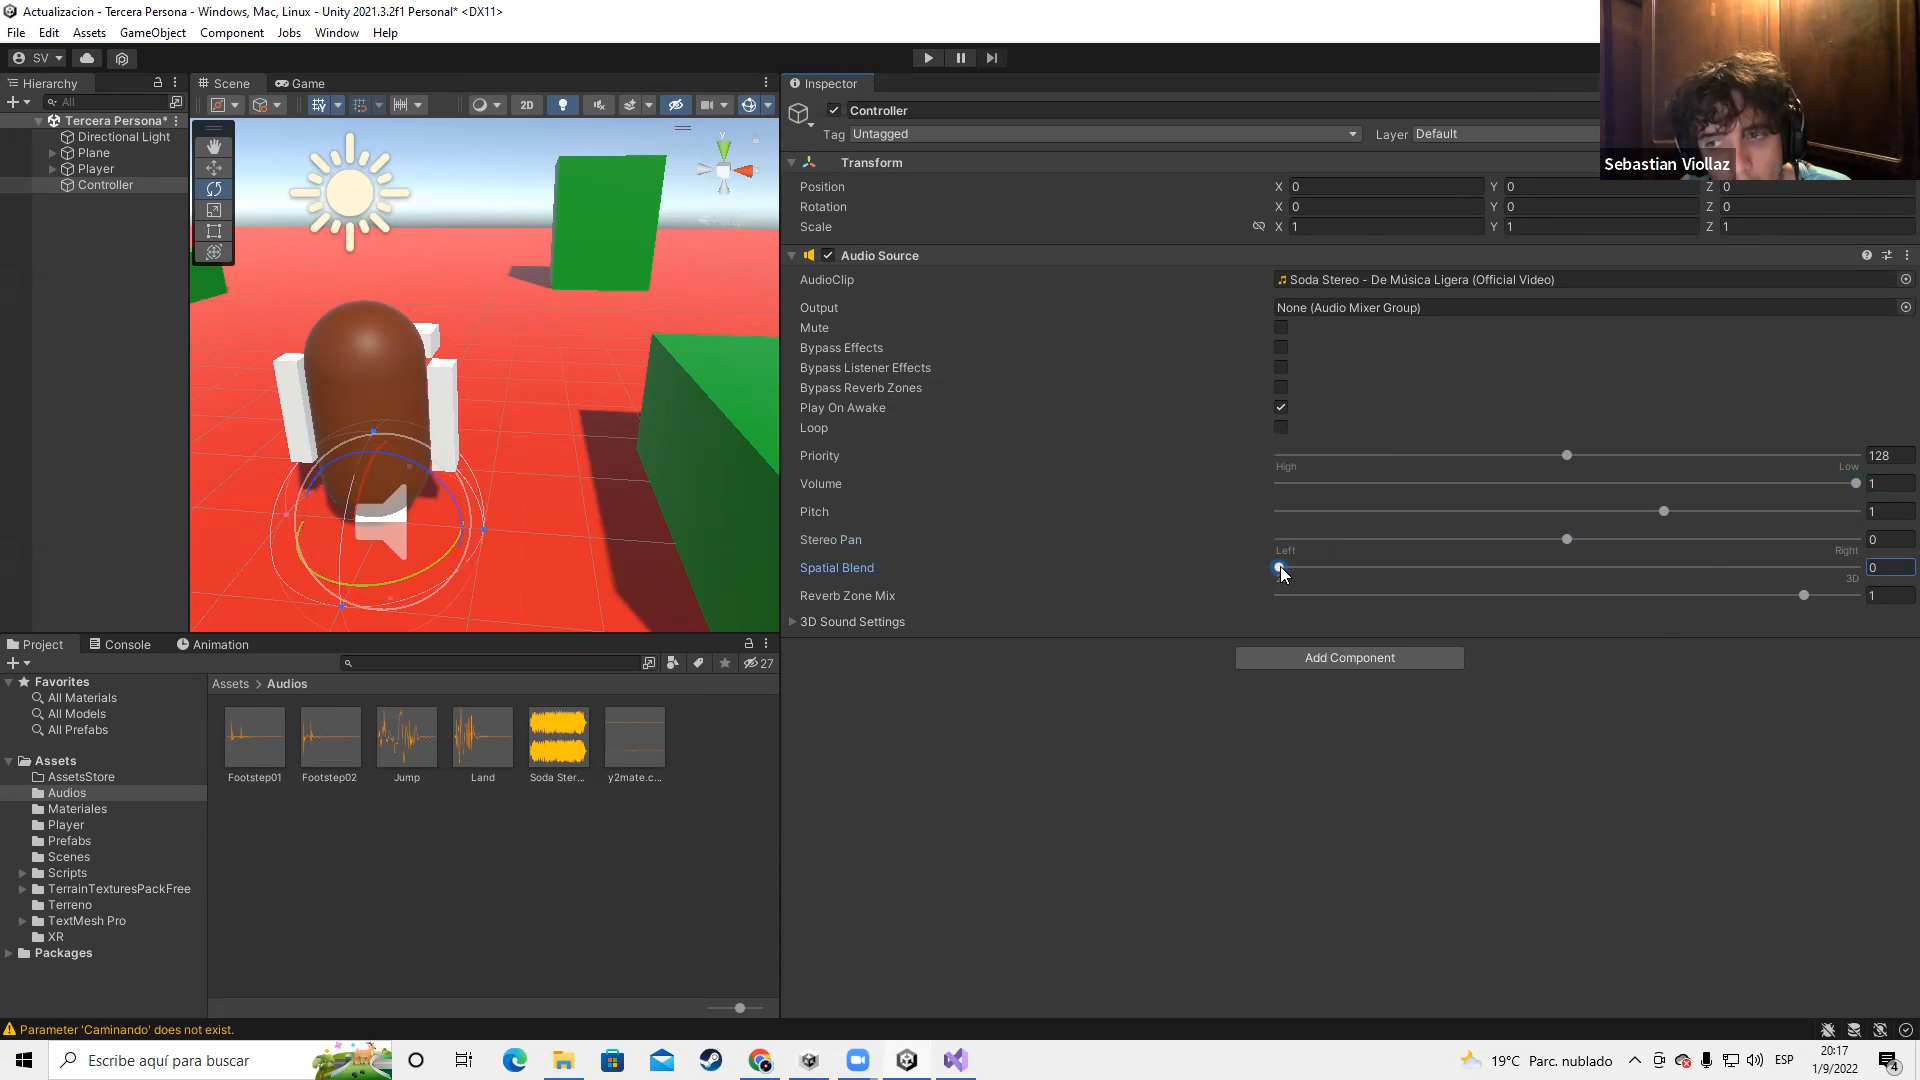 Actualizacion - Tercera Persona - Windows, Mac, Linux - Unity 2021.3.2f1 Personal* <DX11>
File Edit Assets GameObject Component Jobs Window Help
SV
Hierarchy
All
Tercera Persona*
Directional Light
Plane
Player
Controller
Scene Game
2D
y
Inspector
Controller
Tag Untagged Layer Default
Sebastian Viollaz
Transform
Position X 0 Y 0 Z 0
Rotation X 0 Y 0 Z 0
Scale X 1 Y 1 Z 1
Audio Source
AudioClip Soda Stereo - De Música Ligera (Official Video)
Output None (Audio Mixer Group)
Mute
Bypass Effects
Bypass Listener Effects
Bypass Reverb Zones
Play On Awake
Loop
Priority 128
High Low
Volume 1
Pitch 1
Stereo Pan 0
Left Right
Spatial Blend 0
3D
Reverb Zone Mix 1
3D Sound Settings
Add Component
Project Console Animation
27
Favorites
All Materials
All Models
All Prefabs
Assets
AssetsStore
Audios
Materiales
Player
Prefabs
Scenes
Scripts
TerrainTexturesPackFree
Terreno
TextMesh Pro
XR
Packages
Assets > Audios
Footstep01 Footstep02 Jump Land Soda Ster... y2mate.c...
Parameter 'Caminando' does not exist.
Escribe aquí para buscar
19°C Parc. nublado
ESP
20:17
1/9/2022
4